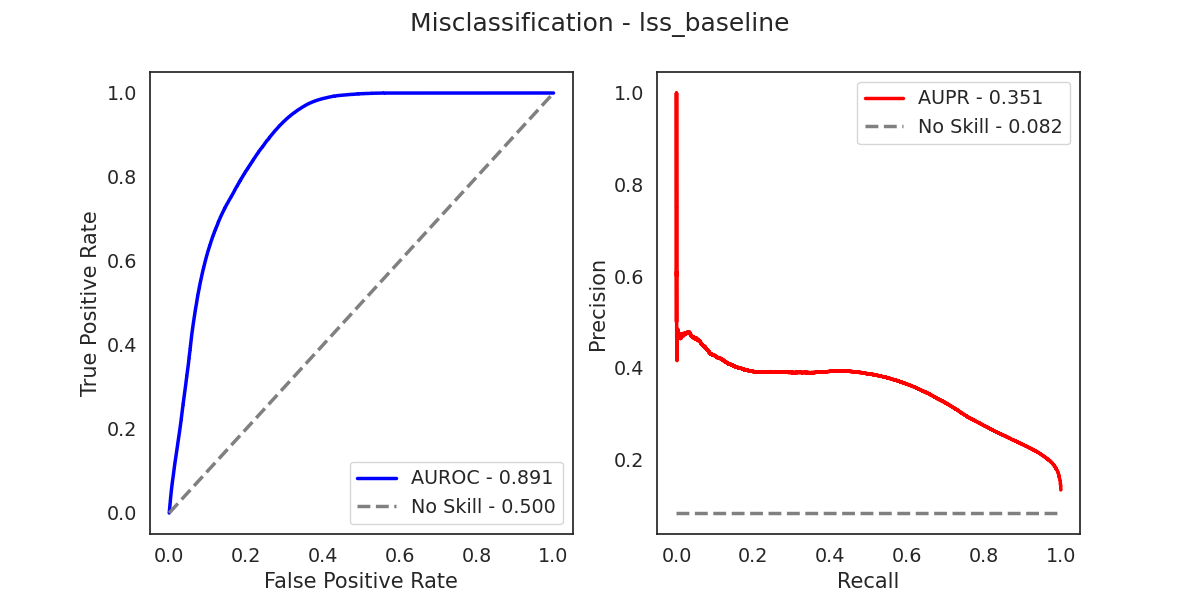 Misclassification - lss_baseline
True Positive Rate
1.0
0.8
0.6
0.4
0.2
0.0
AUROC - 0.891
No Skill - 0.500
0.0 0.2 0.4 0.6 0.8 1.0
False Positive Rate
Precision
1.0
0.8
0.6
0.4
0.2
AUPR - 0.351
No Skill - 0.082
0.0 0.2 0.4 0.6 0.8 1.0
Recall